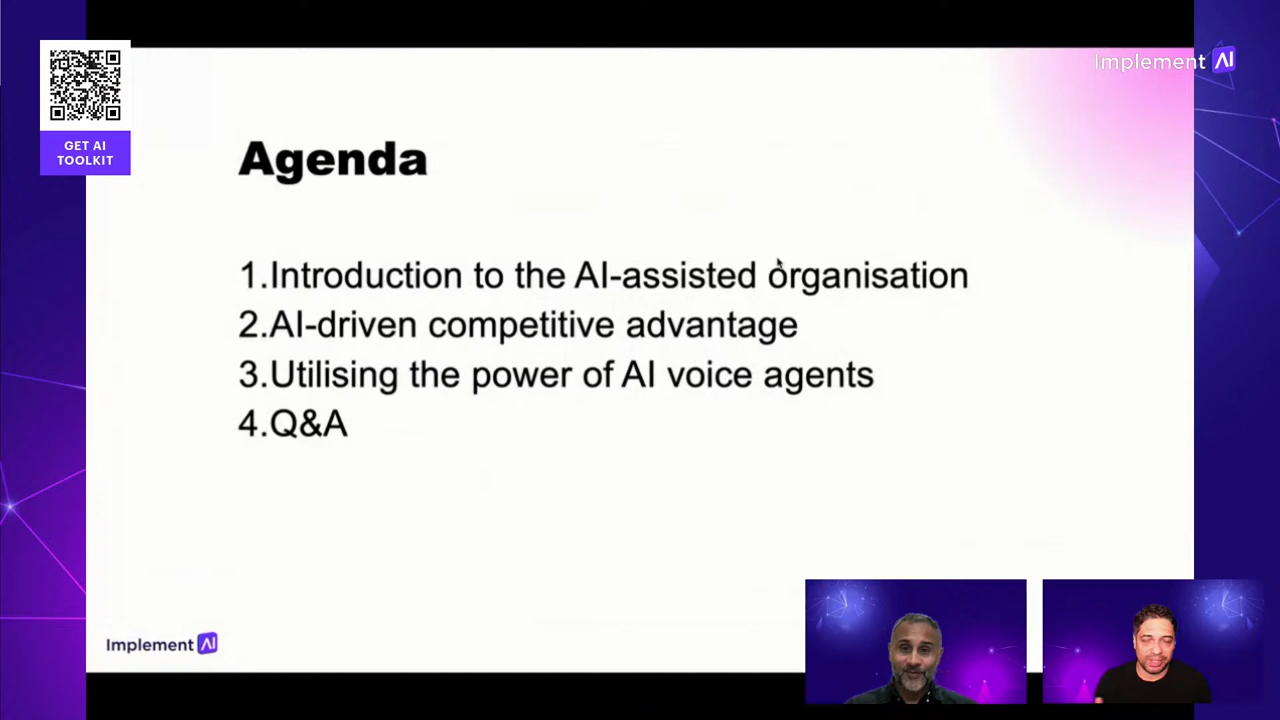 GET AI
TOOLKIT
Implement AI
Agenda
1.Introduction to the AI-assisted organisation
2.AI-driven competitive advantage
3.Utilising the power of AI voice agents
4.Q&A
Implement AI